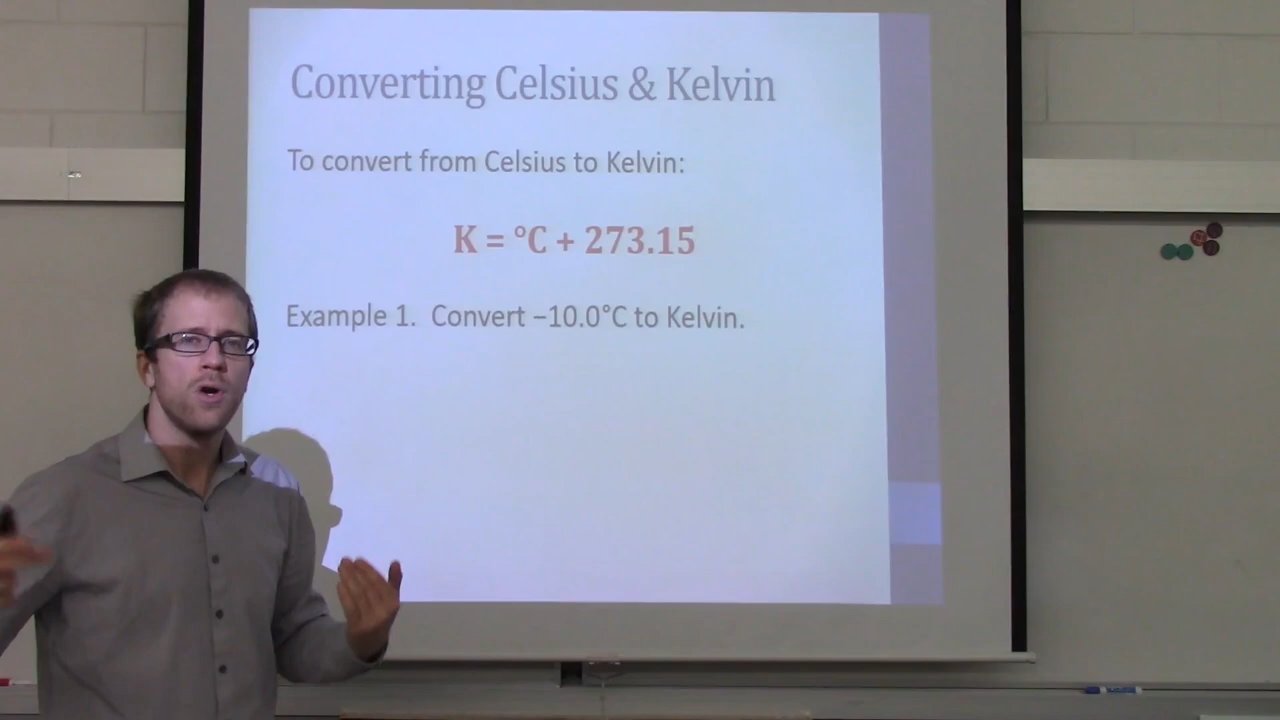 Converting Celsius & Kelvin
To convert from Celsius to Kelvin:
K = °C + 273.15
Example 1.  Convert −10.0°C to Kelvin.